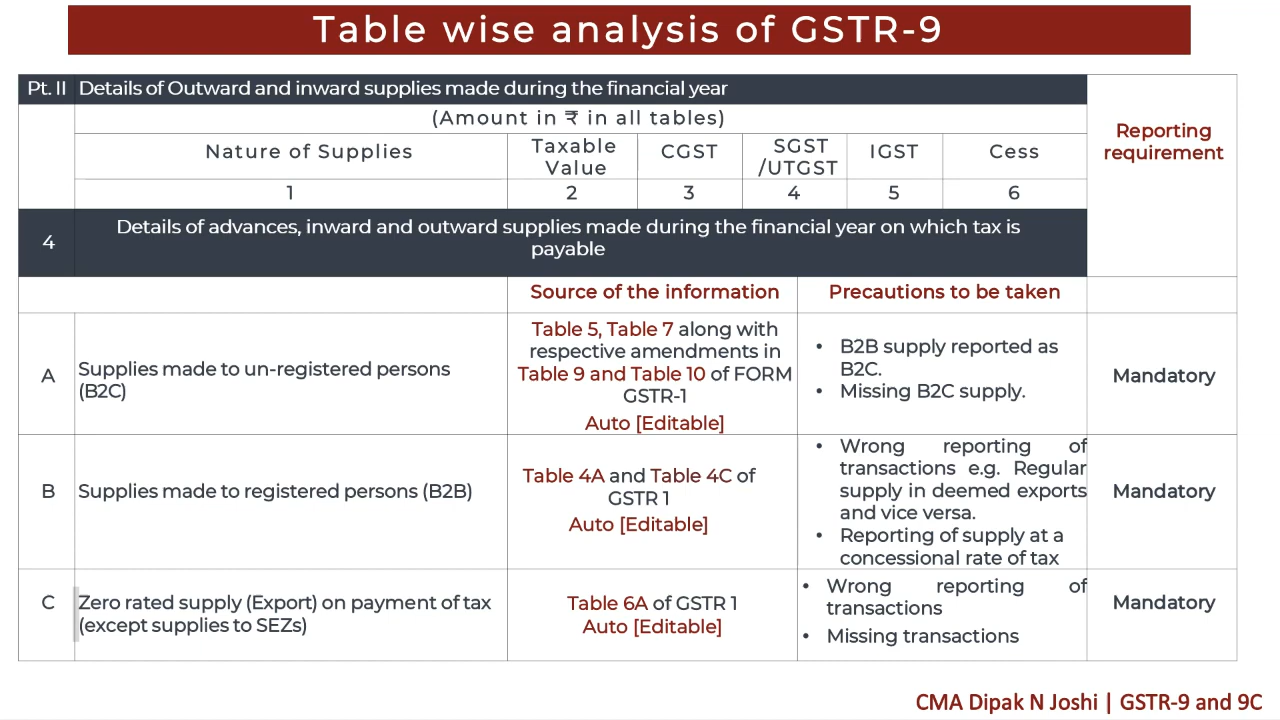 Table wise analysis of GSTR-9
Pt. II Details of Outward and inward supplies made during the financial year
(Amount in ₹ in all tables)
Reporting
requirement
Nature of Supplies
Taxable
Value
CGST
SGST
/UTGST
IGST
Cess
1
2
3
4
5
6
4
Details of advances, inward and outward supplies made during the financial year on which tax is
payable
Source of the information
Precautions to be taken
A
Supplies made to un-registered persons
(B2C)
Table 5, Table 7 along with
respective amendments in
Table 9 and Table 10 of FORM
GSTR-1
Auto [Editable]
• B2B supply reported as
B2C.
• Missing B2C supply.
Mandatory
B
Supplies made to registered persons (B2B)
Table 4A and Table 4C of
GSTR 1
Auto [Editable]
• Wrong reporting of
transactions e.g. Regular
supply in deemed exports
and vice versa.
• Reporting of supply at a
concessional rate of tax
Mandatory
C
Zero rated supply (Export) on payment of tax
(except supplies to SEZs)
Table 6A of GSTR 1
Auto [Editable]
• Wrong reporting of
transactions
• Missing transactions
Mandatory
CMA Dipak N Joshi | GSTR-9 and 9C